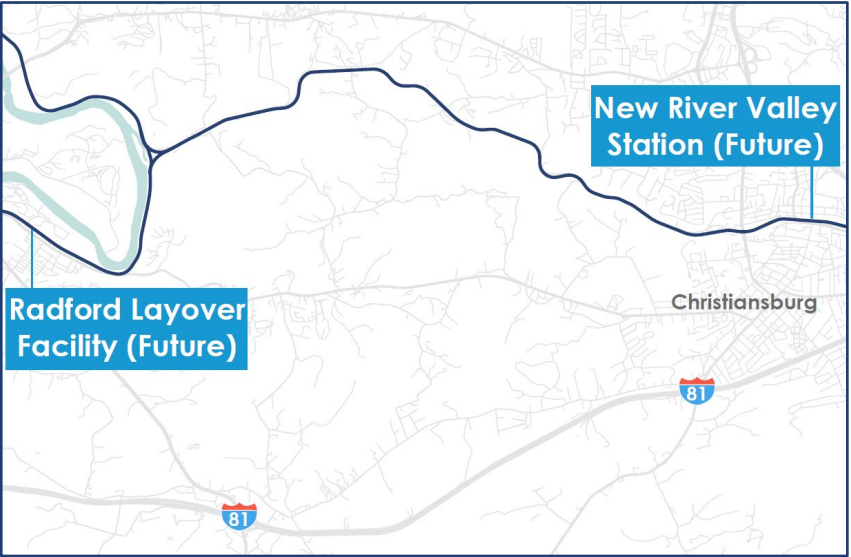 New River Valley
Station (Future)
Radford Layover
Facility (Future)
Christiansburg
81
81